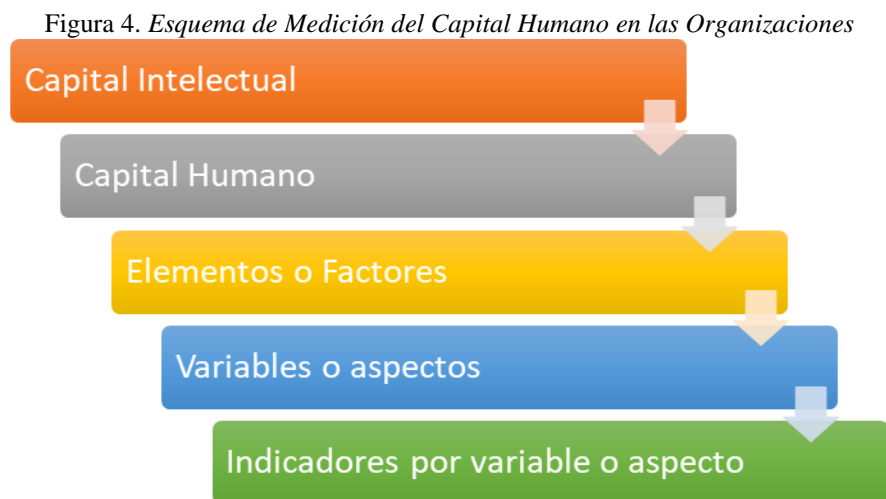 Figura 4. Esquema de Medición del Capital Humano en las Organizaciones
Capital Intelectual
Capital Humano
Elementos o Factores
Variables o aspectos
Indicadores por variable o aspecto